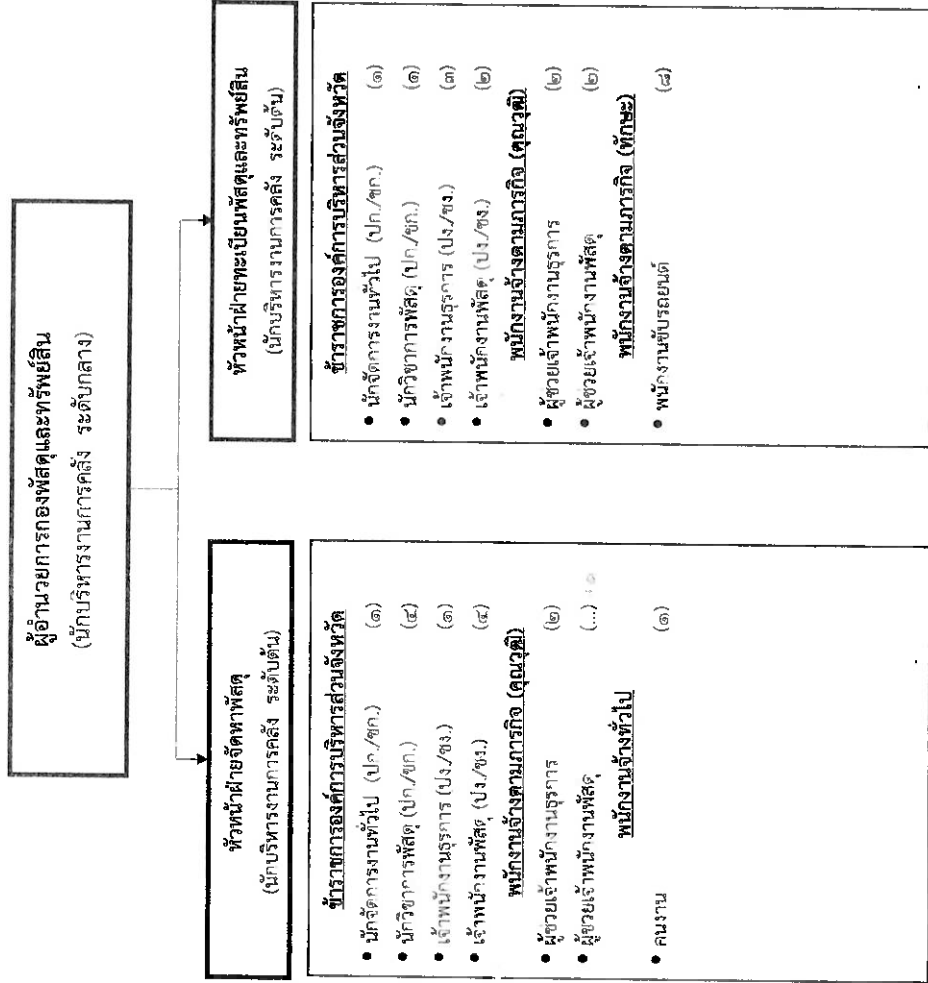 ผู้อำนวยการกองพัสดุและทรัพย์สิน
(นักบริหารงานการคลัง ระดับกลาง)
หัวหน้าฝ่ายจัดหาพัสดุ
(นักบริหารงานการคลัง ระดับต้น)
ข้าราชการองค์การบริหารส่วนจังหวัด
• นักจัดการงานทั่วไป (ปก./ชก.) (๑)
• นักวิชาการพัสดุ (ปก./ชก.) (๔)
• เจ้าพนักงานธุรการ (ปง./ชง.) (๑)
• เจ้าพนักงานพัสดุ (ปง./ชง.) (๔)
พนักงานจ้างตามภารกิจ (คุณวุฒิ)
• ผู้ช่วยเจ้าพนักงานธุรการ (๒)
• ผู้ช่วยเจ้าพนักงานพัสดุ (...)
พนักงานจ้างทั่วไป
• คนงาน (๑)
หัวหน้าฝ่ายทะเบียนพัสดุและทรัพย์สิน
(นักบริหารงานการคลัง ระดับต้น)
ข้าราชการองค์การบริหารส่วนจังหวัด
• นักจัดการงานทั่วไป (ปก./ชก.) (๑)
• นักวิชาการพัสดุ (ปก./ชก.) (๑)
• เจ้าพนักงานธุรการ (ปง./ชง.) (๓)
• เจ้าพนักงานพัสดุ (ปง./ชง.) (๒)
พนักงานจ้างตามภารกิจ (คุณวุฒิ)
• ผู้ช่วยเจ้าพนักงานธุรการ (๒)
• ผู้ช่วยเจ้าพนักงานพัสดุ (๒)
พนักงานจ้างตามภารกิจ (ทักษะ)
• พนักงานขับรถยนต์ (๘)